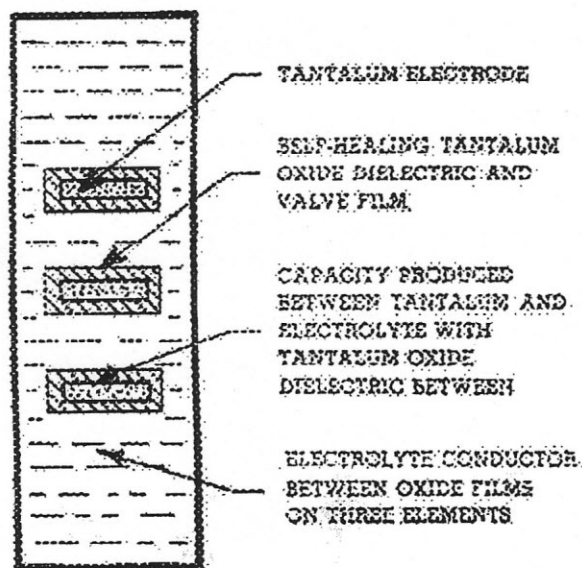 TANTALUM ELECTRODE
SELF-HEALING TANTALUM
OXIDE DIELECTRIC AND
VALVE FILM
CAPACITY PRODUCED
BETWEEN TANTALUM AND
ELECTROLYTE WITH
TANTALUM OXIDE
DIELECTRIC BETWEEN
ELECTROLYTE CONDUCTOR
BETWEEN OXIDE FILMS
ON THREE ELEMENTS